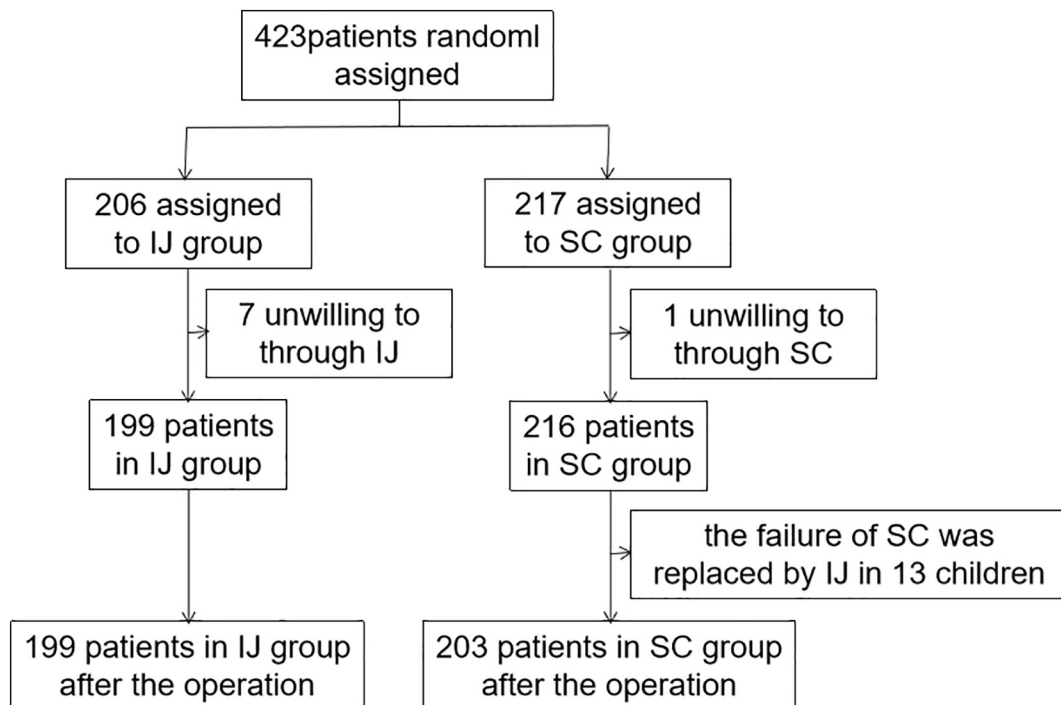 423patients randoml
assigned
206 assigned
to IJ group
217 assigned
to SC group
7 unwilling to
through IJ
1 unwilling to
through SC
199 patients
in IJ group
216 patients
in SC group
the failure of SC was
replaced by IJ in 13 children
199 patients in IJ group
after the operation
203 patients in SC group
after the operation